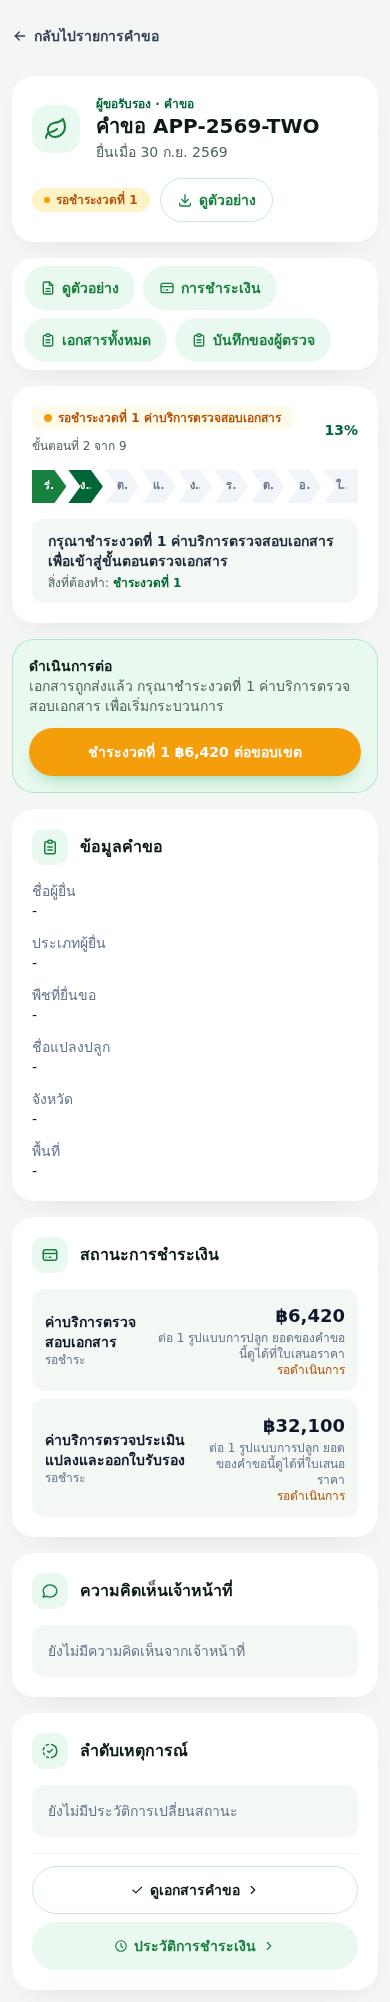 กลับไปรายการคำขอ
ผู้ขอรับรอง · คำขอ
คำขอ APP-2569-TWO
ยื่นเมื่อ 30 ก.ย. 2569
รอชำระงวดที่ 1
ดูตัวอย่าง
ดูตัวอย่าง
การชำระเงิน
เอกสารทั้งหมด
บันทึกของผู้ตรวจ
รอชำระงวดที่ 1 ค่าบริการตรวจสอบเอกสาร
13%
ขั้นตอนที่ 2 จาก 9
ร่. ง.. ต. แ. ง.. ร. ต. อ. ใ..
กรุณาชำระงวดที่ 1 ค่าบริการตรวจสอบเอกสาร
เพื่อเข้าสู่ขั้นตอนตรวจเอกสาร
สิ่งที่ต้องทำ: ชำระงวดที่ 1
ดำเนินการต่อ
เอกสารถูกส่งแล้ว กรุณาชำระงวดที่ 1 ค่าบริการตรวจ
สอบเอกสาร เพื่อเริ่มกระบวนการ
ชำระงวดที่ 1 ฿6,420 ต่อขอบเขต
ข้อมูลคำขอ
ชื่อผู้ยื่น
-
ประเภทผู้ยื่น
-
พืชที่ยื่นขอ
-
ชื่อแปลงปลูก
-
จังหวัด
-
พื้นที่
-
สถานะการชำระเงิน
ค่าบริการตรวจ
สอบเอกสาร
รอชำระ
฿6,420
ต่อ 1 รูปแบบการปลูก ยอดของคำขอ
นี้ดูได้ที่ใบเสนอราคา
รอดำเนินการ
ค่าบริการตรวจประเมิน
แปลงและออกใบรับรอง
รอชำระ
฿32,100
ต่อ 1 รูปแบบการปลูก ยอด
ของคำขอนี้ดูได้ที่ใบเสนอ
ราคา
รอดำเนินการ
ความคิดเห็นเจ้าหน้าที่
ยังไม่มีความคิดเห็นจากเจ้าหน้าที่
ลำดับเหตุการณ์
ยังไม่มีประวัติการเปลี่ยนสถานะ
ดูเอกสารคำขอ
ประวัติการชำระเงิน